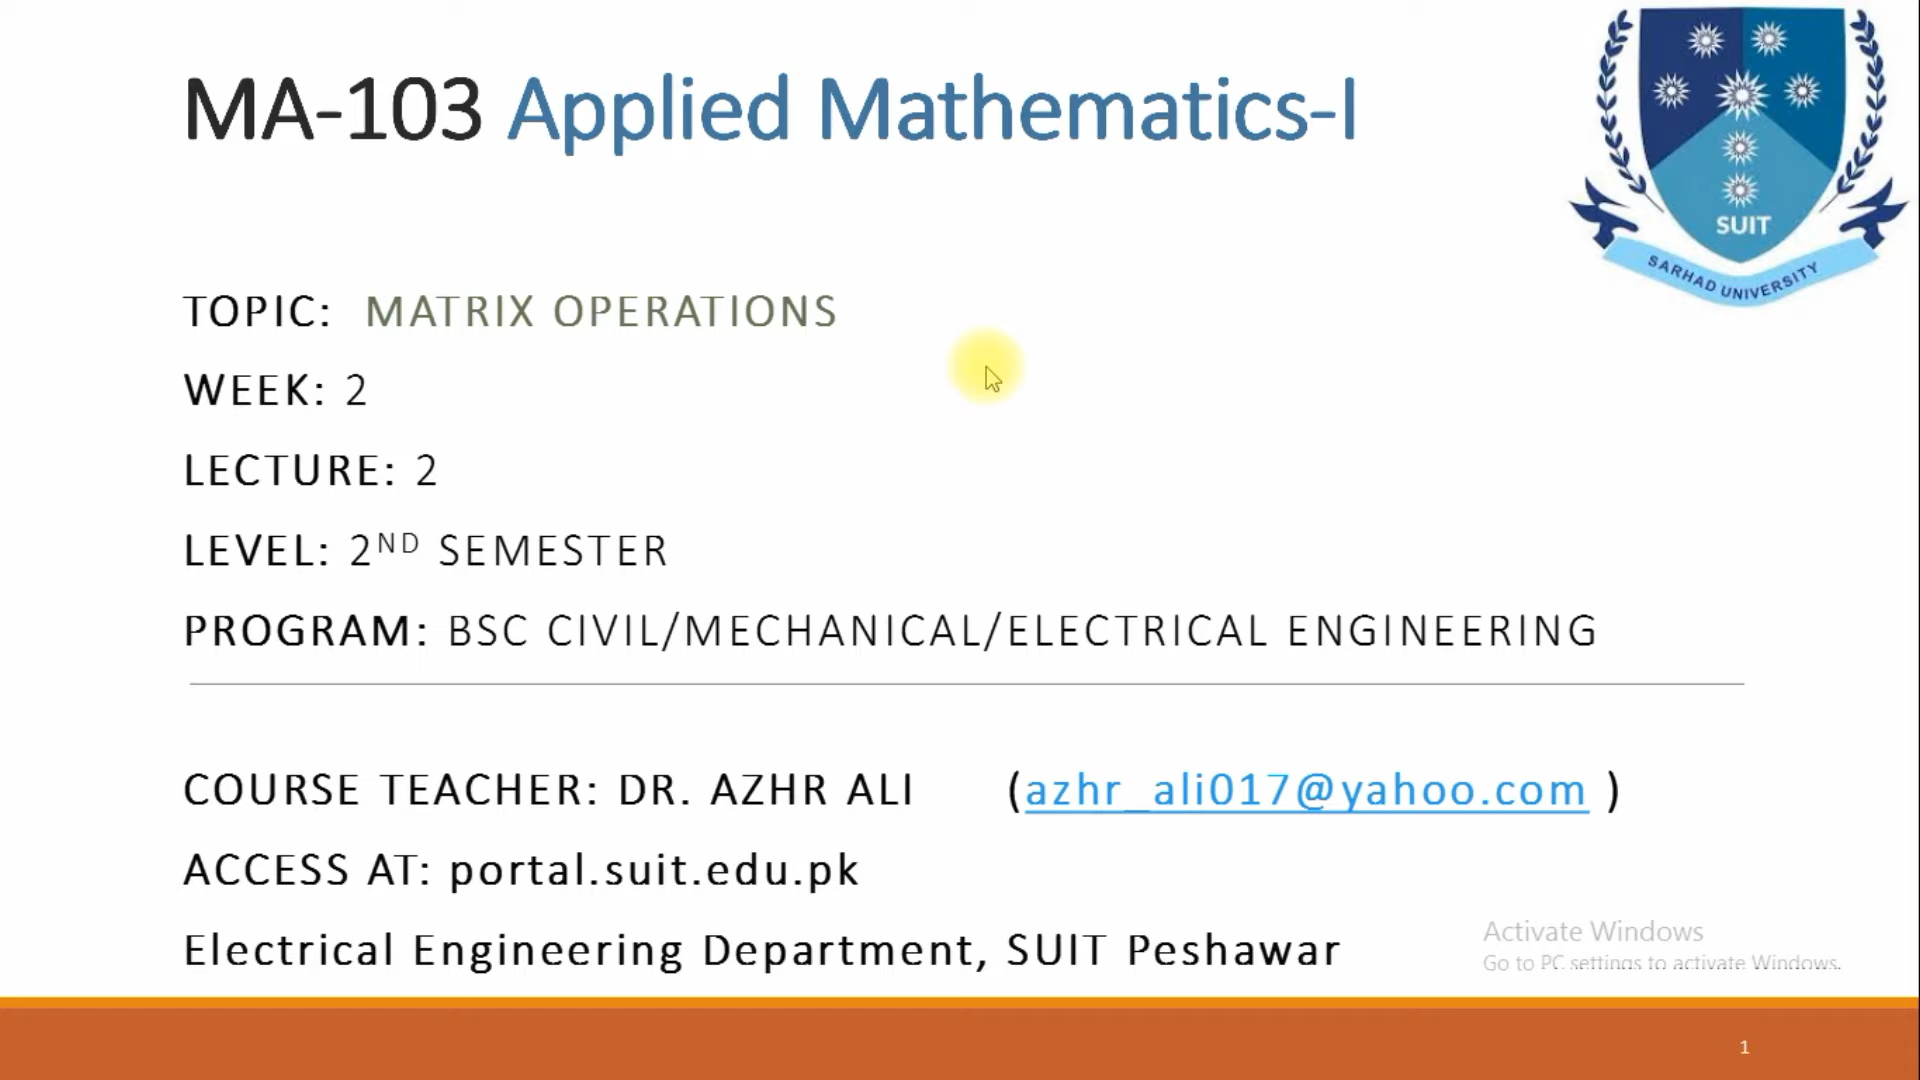 MA-103 Applied Mathematics-I
SUIT
SARHAD UNIVERSITY
TOPIC: MATRIX OPERATIONS
WEEK: 2
LECTURE: 2
LEVEL: 2ND SEMESTER
PROGRAM: BSC CIVIL/MECHANICAL/ELECTRICAL ENGINEERING
COURSE TEACHER: DR. AZHR ALI (azhr_ali017@yahoo.com )
ACCESS AT: portal.suit.edu.pk
Electrical Engineering Department, SUIT Peshawar
Activate Windows
Go to PC settings to activate Windows.
1